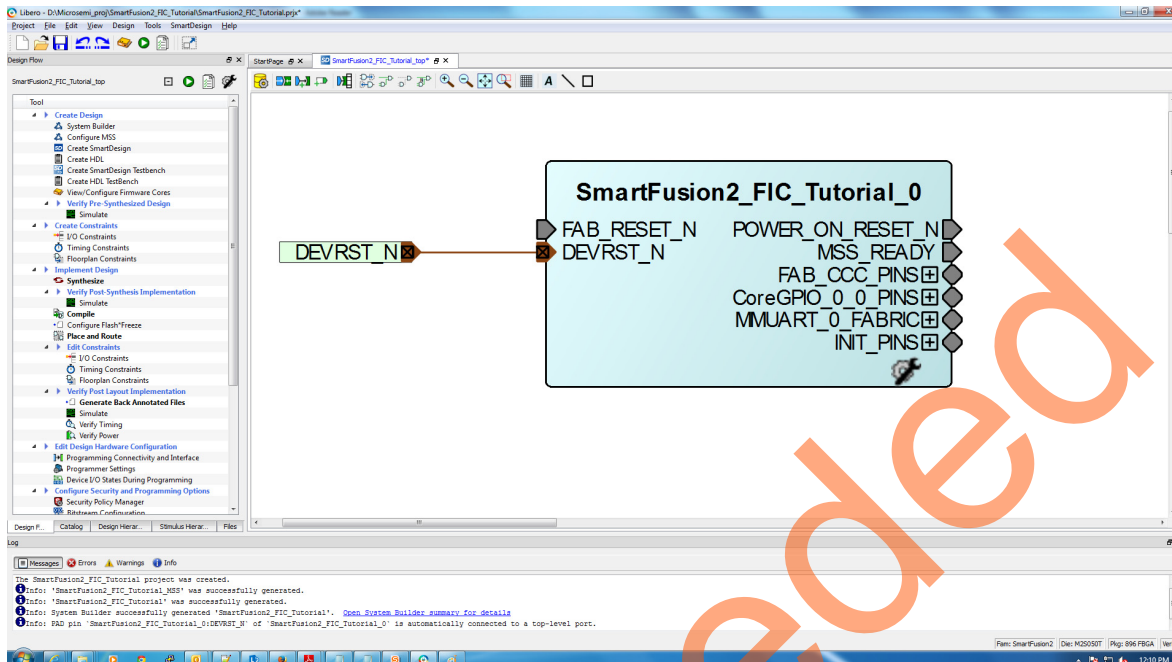 Libero - D:\Microsemi_proj\SmartFusion2_FIC_Tutorial\SmartFusion2_FIC_Tutorial.prjx*
Project File Edit View Design Tools SmartDesign Help
Design Flow
StartPage
SmartFusion2_FIC_Tutorial_top*
SmartFusion2_FIC_Tutorial_top
Tool
Create Design
System Builder
Configure MSS
Create SmartDesign
Create HDL
Create SmartDesign Testbench
Create HDL TestBench
View/Configure Firmware Cores
Verify Pre-Synthesized Design
Simulate
Create Constraints
I/O Constraints
Timing Constraints
Floorplan Constraints
Implement Design
Synthesize
Verify Post-Synthesis Implementation
Simulate
Compile
Configure Flash*Freeze
Place and Route
Edit Constraints
I/O Constraints
Timing Constraints
Floorplan Constraints
Verify Post Layout Implementation
Generate Back Annotated Files
Simulate
Verify Timing
Verify Power
Edit Design Hardware Configuration
Programming Connectivity and Interface
Programmer Settings
Device I/O States During Programming
Configure Security and Programming Options
Security Policy Manager
Bitstream Configuration
Design F... Catalog Design Hierar... Stimulus Hierar... Files
A
SmartFusion2_FIC_Tutorial_0
FAB_RESET_N POWER_ON_RESET_N
DEVRST_N DEVRST_N MSS_READY
FAB_CCC_PINS
CoreGPIO_0_0_PINS
MMUART_0_FABRIC
INIT_PINS
eded
Log
Messages Errors Warnings Info
The SmartFusion2_FIC_Tutorial project was created.
Info: 'SmartFusion2_FIC_Tutorial_MSS' was successfully generated.
Info: 'SmartFusion2_FIC_Tutorial' was successfully generated.
Info: System Builder successfully generated 'SmartFusion2_FIC_Tutorial'. Open System Builder summary for details
Info: PAD pin 'SmartFusion2_FIC_Tutorial_0:DEVRST_N' of 'SmartFusion2_FIC_Tutorial_0' is automatically connected to a top-level port.
Fam: SmartFusion2 Die: M2S050T Pkg: 896 FBGA Ver
12:10 PM